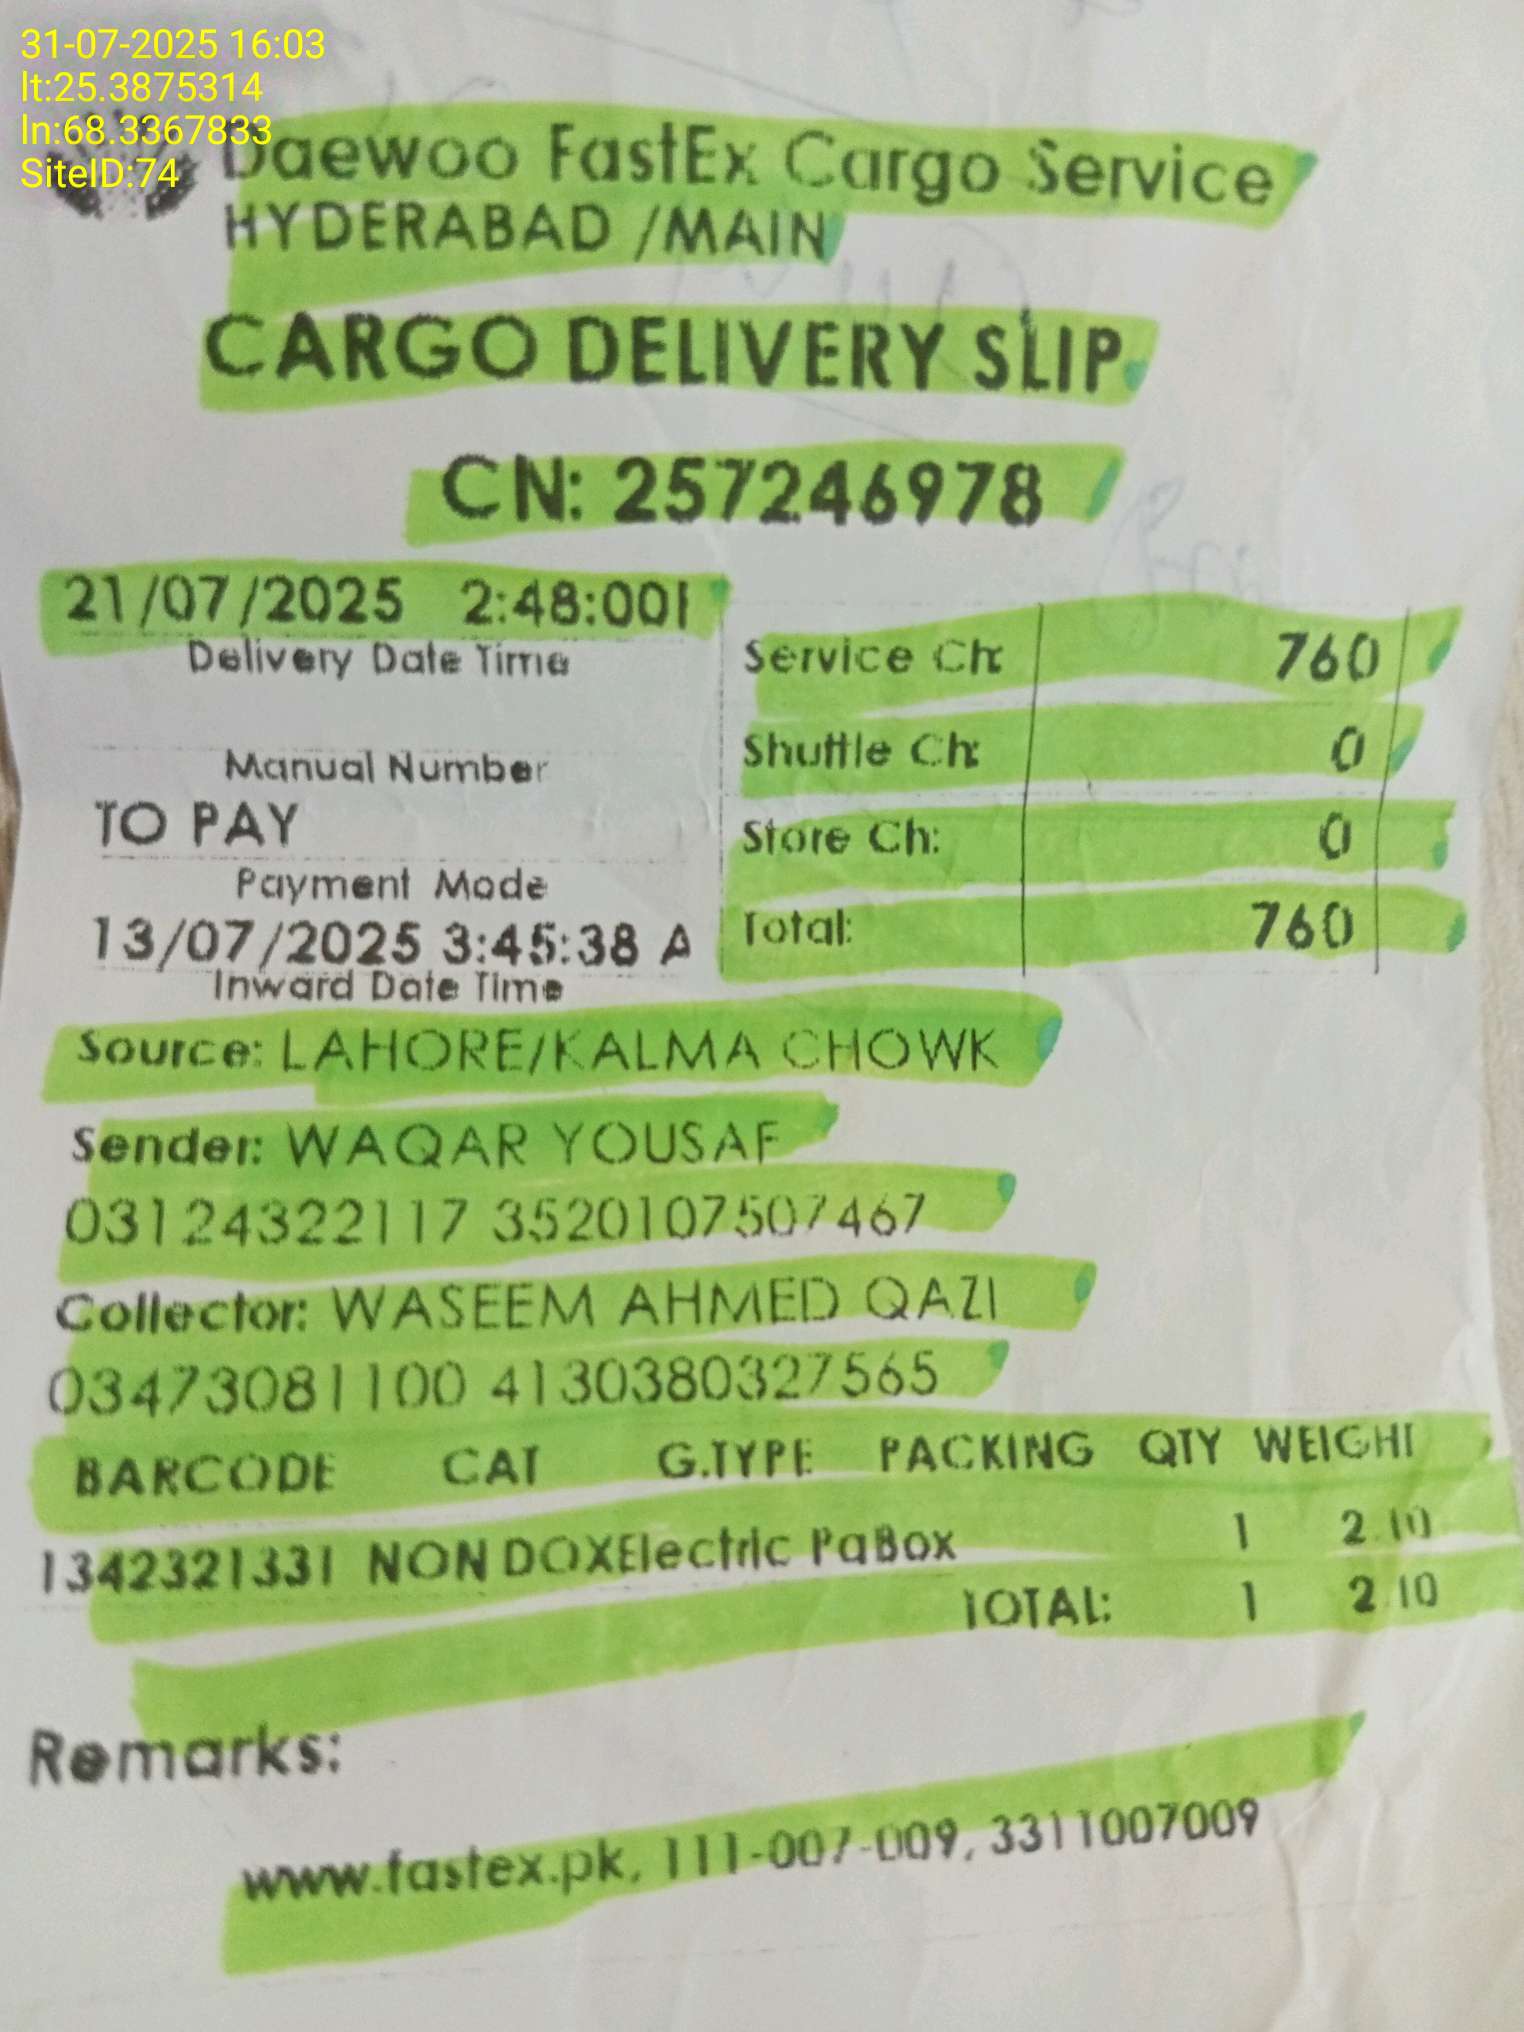 31-07-2025 16:03
lt:25.3875314
ln:68.3367833
SiteID:74
Daewoo FastEx Cargo Service
HYDERABAD /MAIN
CARGO DELIVERY SLIP
CN: 257246978
21/07/2025 2:48:00
Delivery Date Time
Manual Number
TO PAY
Payment Mode
13/07/2025 3:45:38 A
Inward Date Time
Service Ch: 760
Shuttle Ch: 0
Store Ch: 0
Total: 760
Source: LAHORE/KALMA CHOWK
Sender: WAQAR YOUSAF
03124322117 3520107507467
Collector: WASEEM AHMED QAZI
03473081100 4130380327565
BARCODE CAT G.TYPE PACKING QTY WEIGHT
1342321331 NON DOXElectric PaBox 1 2.10
TOTAL: 1 2.10
Remarks:
www.fastex.pk, 111-007-009, 3311007009